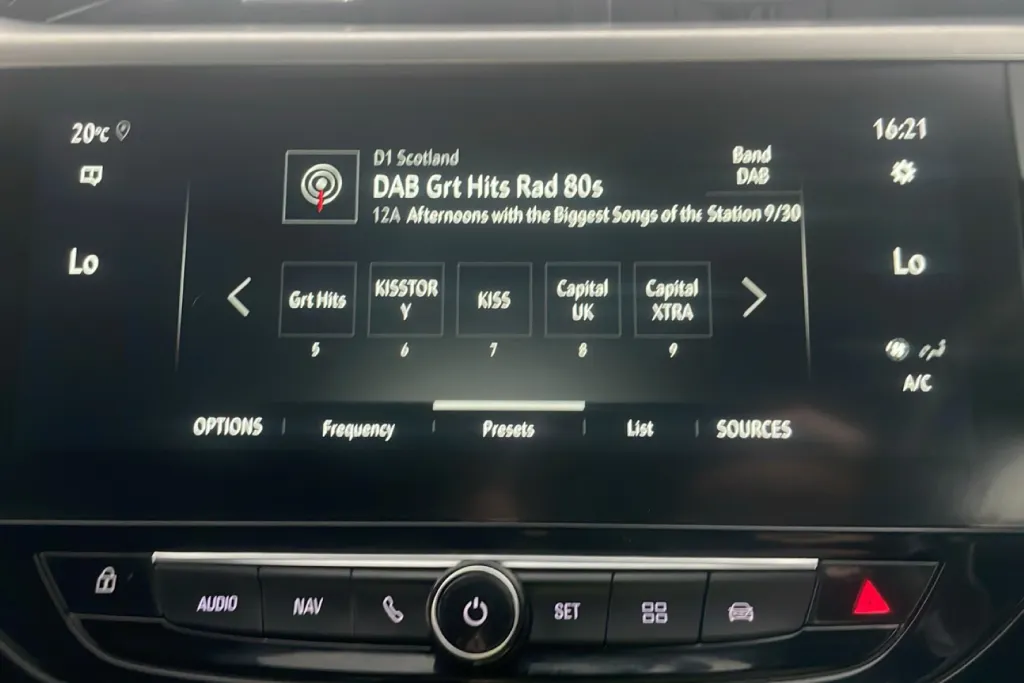 20°C
16:21
D1 Scotland
DAB Grt Hits Rad 80s
Band
DAB
12A Afternoons with the Biggest Songs of the Station 9/30
Lo
Lo
Grt Hits
KISSTOR
Y
KISS
Capital
UK
Capital
XTRA
5
6
7
8
9
A/C
OPTIONS
Frequency
Presets
List
SOURCES
AUDIO
NAV
SET